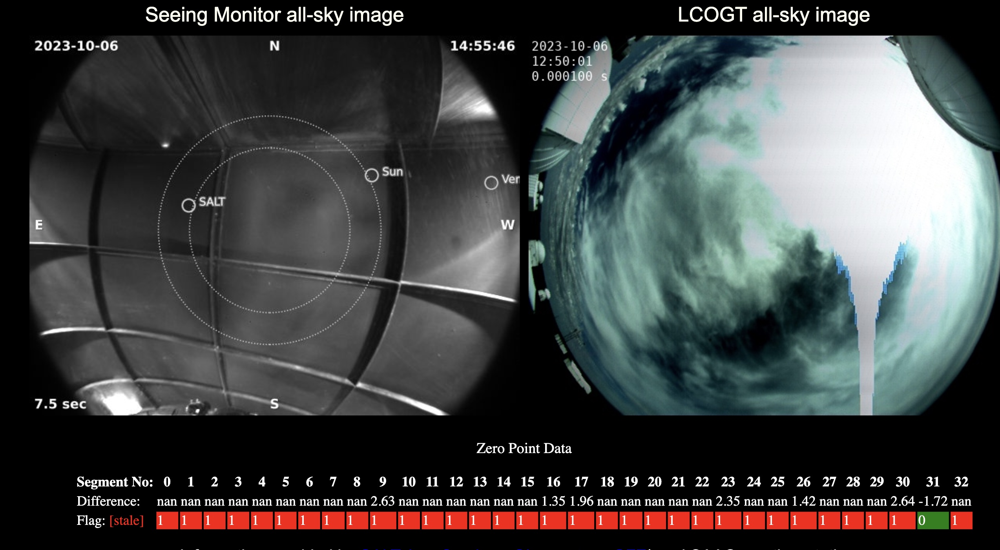 Seeing Monitor all-sky image
LCOGT all-sky image
2023-10-06
N
14:55:46
Sun
Ver
SALT
E
W
7.5 sec
S
2023-10-06
12:50:01
0.000100 s
Zero Point Data
Segment No: 0 1 2 3 4 5 6 7 8 9 10 11 12 13 14 15 16 17 18 19 20 21 22 23 24 25 26 27 28 29 30 31 32
Difference: nan nan nan nan nan nan nan nan nan 2.63 nan nan nan nan nan nan 1.35 1.96 nan nan nan nan nan 2.35 nan nan 1.42 nan nan nan 2.64 -1.72 nan
Flag: [stale] 1 1 1 1 1 1 1 1 1 1 1 1 1 1 1 1 1 1 1 1 1 1 1 1 1 1 1 1 1 1 1 0 1